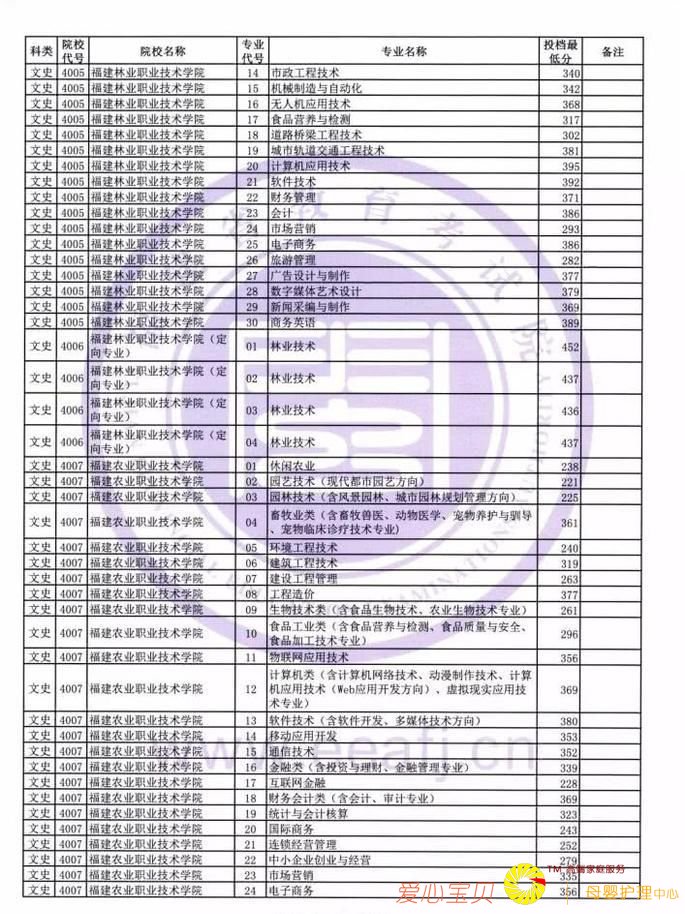 科类 院校代号 院校名称 专业代号 专业名称 投档最低分 备注
文史 4005 福建林业职业技术学院 14 市政工程技术 340
文史 4005 福建林业职业技术学院 15 机械制造与自动化 342
文史 4005 福建林业职业技术学院 16 无人机应用技术 368
文史 4005 福建林业职业技术学院 17 食品营养与检测 317
文史 4005 福建林业职业技术学院 18 道路桥梁工程技术 302
文史 4005 福建林业职业技术学院 19 城市轨道交通工程技术 381
文史 4005 福建林业职业技术学院 20 计算机应用技术 395
文史 4005 福建林业职业技术学院 21 软件技术 392
文史 4005 福建林业职业技术学院 22 财务管理 371
文史 4005 福建林业职业技术学院 23 会计 386
文史 4005 福建林业职业技术学院 24 市场营销 293
文史 4005 福建林业职业技术学院 25 电子商务 386
文史 4005 福建林业职业技术学院 26 旅游管理 282
文史 4005 福建林业职业技术学院 27 广告设计与制作 377
文史 4005 福建林业职业技术学院 28 数字媒体艺术设计 379
文史 4005 福建林业职业技术学院 29 新闻采编与制作 369
文史 4005 福建林业职业技术学院 30 商务英语 389
文史 4006 福建林业职业技术学院（定向专业） 01 林业技术 452
文史 4006 福建林业职业技术学院（定向专业） 02 林业技术 437
文史 4006 福建林业职业技术学院（定向专业） 03 林业技术 436
文史 4006 福建林业职业技术学院（定向专业） 04 林业技术 437
文史 4007 福建农业职业技术学院 01 休闲农业 238
文史 4007 福建农业职业技术学院 02 园艺技术（现代都市园艺方向） 221
文史 4007 福建农业职业技术学院 03 园林技术（含风景园林、城市园林规划管理方向） 225
文史 4007 福建农业职业技术学院 04 畜牧业类（含畜牧兽医、动物医学、宠物养护与驯导、宠物临床诊疗技术专业） 361
文史 4007 福建农业职业技术学院 05 环境工程技术 240
文史 4007 福建农业职业技术学院 06 建筑工程技术 319
文史 4007 福建农业职业技术学院 07 建设工程管理 263
文史 4007 福建农业职业技术学院 08 工程造价 377
文史 4007 福建农业职业技术学院 09 生物技术类（含食品生物技术、农业生物技术专业） 261
文史 4007 福建农业职业技术学院 10 食品工业类（含食品营养与检测、食品质量与安全、食品加工技术专业） 296
文史 4007 福建农业职业技术学院 11 物联网应用技术 356
文史 4007 福建农业职业技术学院 12 计算机类（含计算机网络技术、动漫制作技术、计算机应用技术（Web应用开发方向）、虚拟现实应用技术专业） 369
文史 4007 福建农业职业技术学院 13 软件技术（含软件开发、多媒体技术方向） 380
文史 4007 福建农业职业技术学院 14 移动应用开发 353
文史 4007 福建农业职业技术学院 15 通信技术 352
文史 4007 福建农业职业技术学院 16 金融类（含投资与理财、金融管理专业） 339
文史 4007 福建农业职业技术学院 17 互联网金融 228
文史 4007 福建农业职业技术学院 18 财务会计类（含会计、审计专业） 369
文史 4007 福建农业职业技术学院 19 统计与会计核算 323
文史 4007 福建农业职业技术学院 20 国际商务 243
文史 4007 福建农业职业技术学院 21 连锁经营管理 252
文史 4007 福建农业职业技术学院 22 中小企业创业与经营 279
文史 4007 福建农业职业技术学院 23 市场营销 335
文史 4007 福建农业职业技术学院 24 电子商务 356
爱心宝贝 TM 高端家庭服务
母婴护理中心